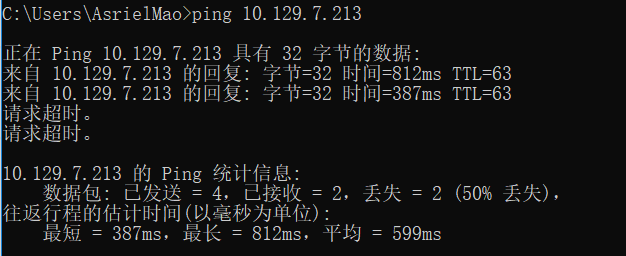 C:\Users\AsrielMao>ping 10.129.7.213
正在 Ping 10.129.7.213 具有 32 字节的数据:
来自 10.129.7.213 的回复: 字节=32 时间=812ms TTL=63
来自 10.129.7.213 的回复: 字节=32 时间=387ms TTL=63
请求超时。
请求超时。
10.129.7.213 的 Ping 统计信息:
数据包: 已发送 = 4，已接收 = 2，丢失 = 2 (50% 丢失)，
往返行程的估计时间(以毫秒为单位):
最短 = 387ms，最长 = 812ms，平均 = 599ms